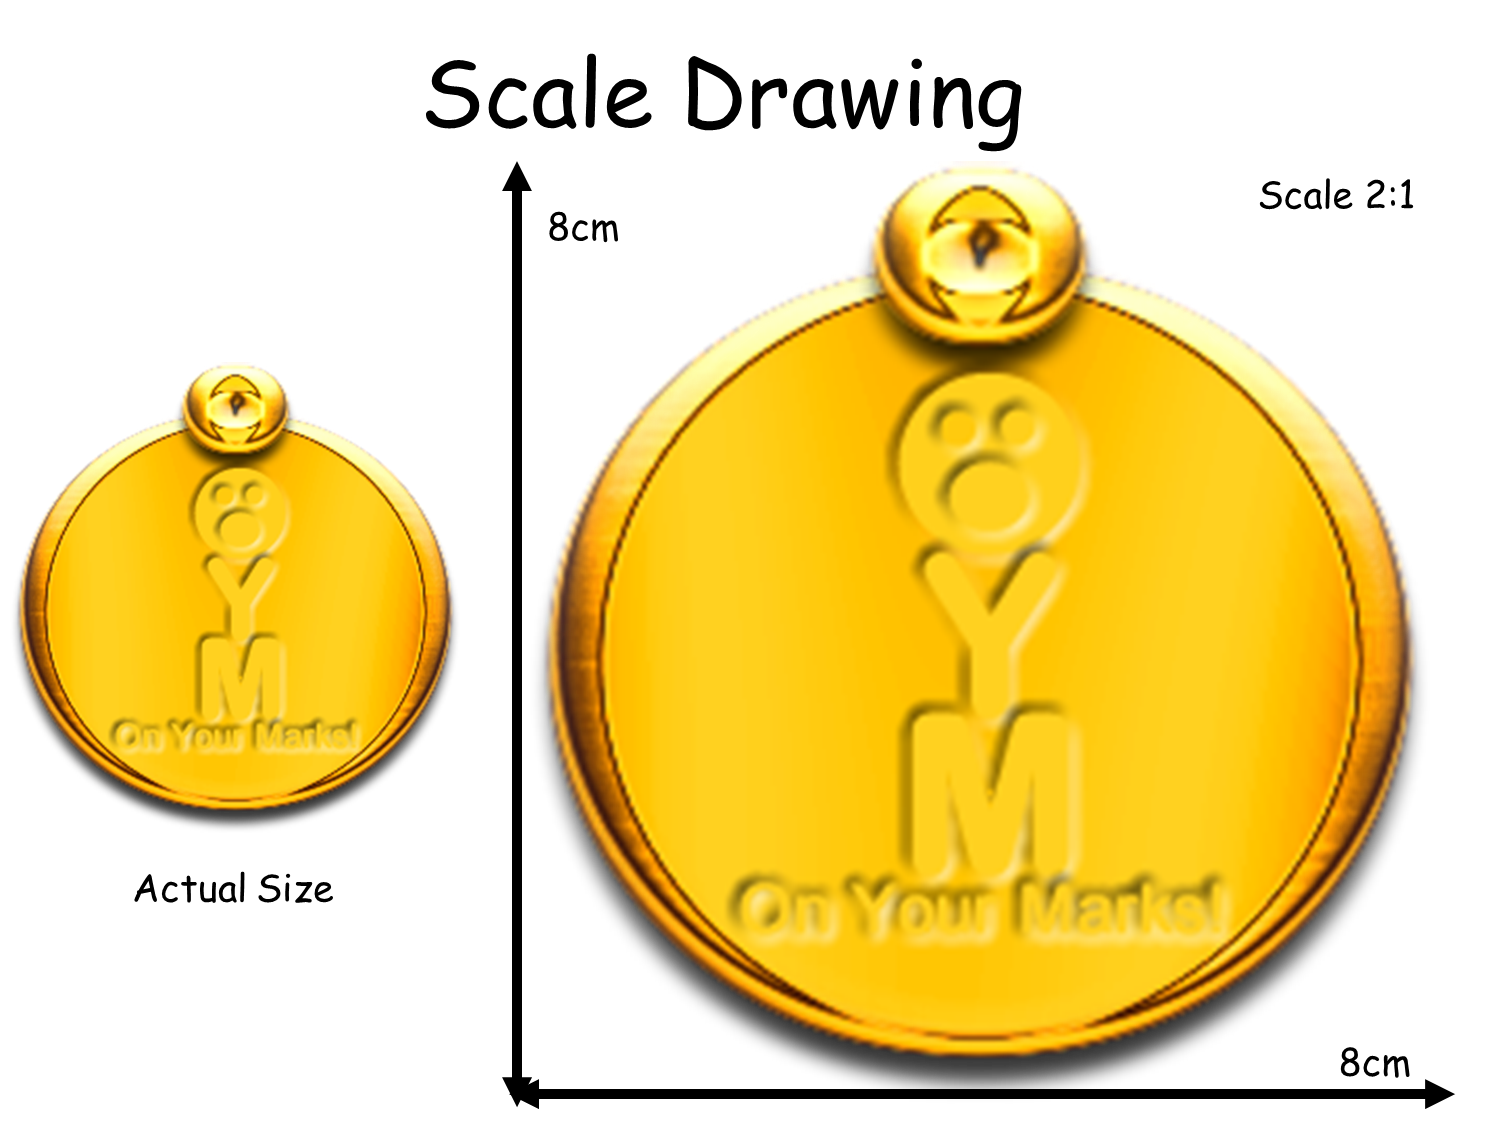 Scale Drawing
Scale 2:1
8cm
Y
M
On Your Marks!
Y
M
On Your Marks!
Actual Size
8cm